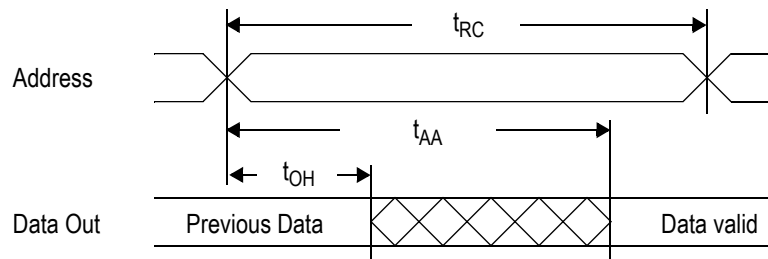 tRC
Address
tAA
tOH
Data Out
Previous Data
Data valid